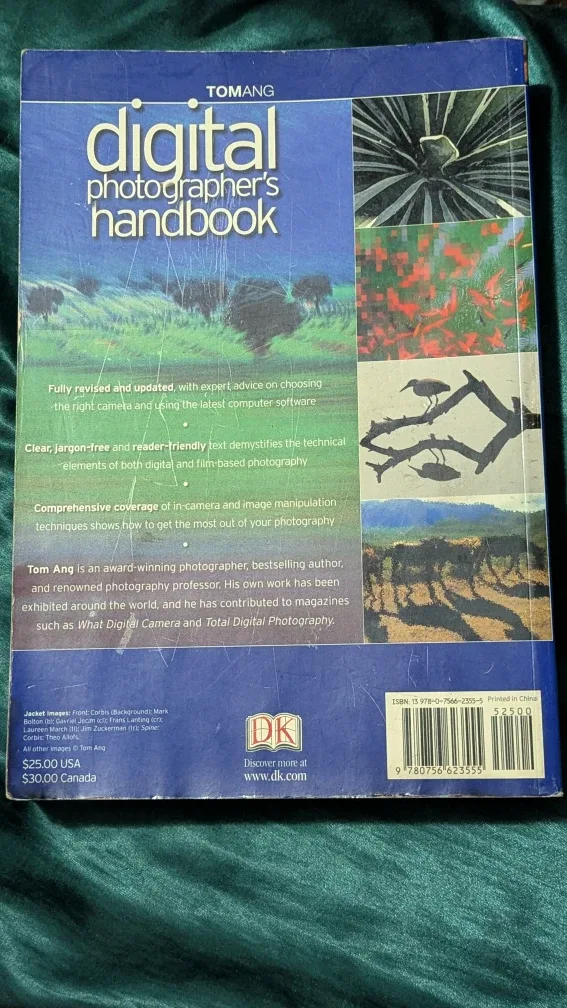 TOMANG
digital
photographer's
handbook
Fully revised and updated, with expert advice on choosing
the right camera and using the latest computer software
•
Clear, jargon-free and reader-friendly text demystifies the technical
elements of both digital and film-based photography
•
Comprehensive coverage of in-camera and image manipulation
techniques shows how to get the most out of your photography
•
Tom Ang is an award-winning photographer, bestselling author,
and renowned photography professor. His own work has been
exhibited around the world, and he has contributed to magazines
such as What Digital Camera and Total Digital Photography.
Jacket Images: Front: Corbis (Background); Mark
Bolton (b); Gavriel Jecan (cl); Frans Lanting (cr);
Laureen March (tl); Jim Zuckerman (tr); Spine:
Corbis: Theo Allofs.
All other images © Tom Ang
$25.00 USA
$30.00 Canada
DK
Discover more at
www.dk.com
ISBN: 13 978-0-7566-2355-5 Printed in China
52500
9 780756 623555